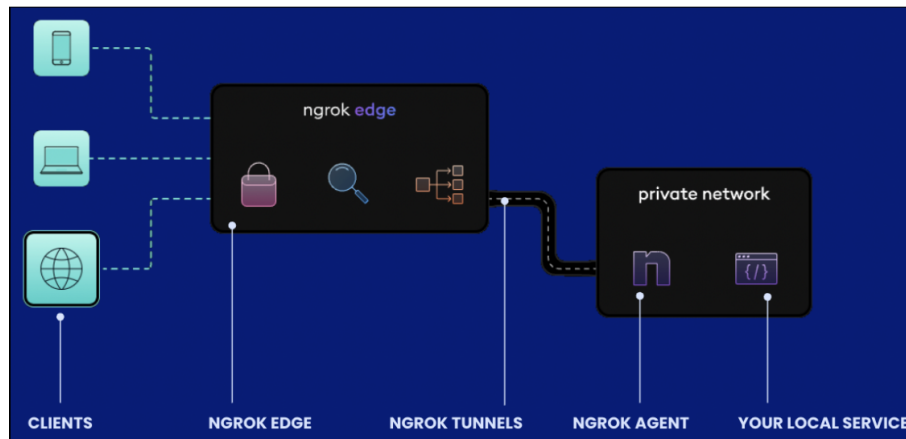 ngrok edge
private network
n
{/}
CLIENTS
NGROK EDGE
NGROK TUNNELS
NGROK AGENT
YOUR LOCAL SERVICE